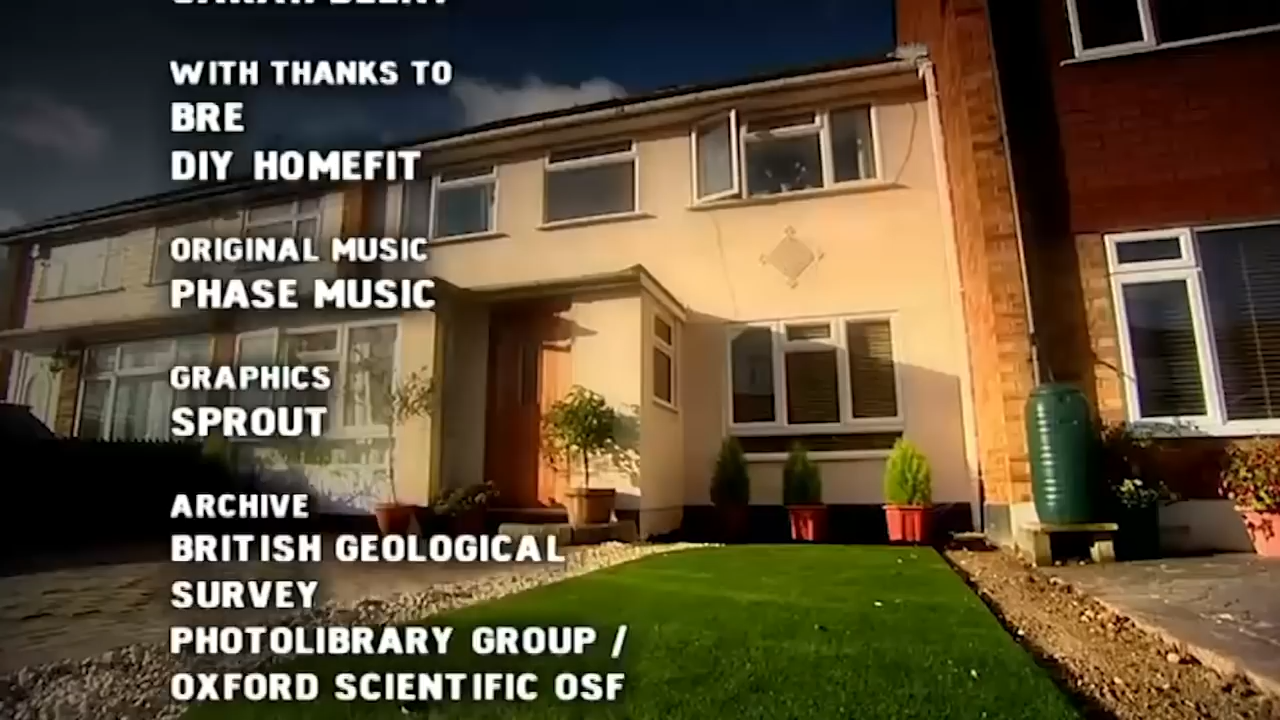 WITH THANKS TO
BRE
DIY HOMEFIT
ORIGINAL MUSIC
PHASE MUSIC
GRAPHICS
SPROUT
ARCHIVE
BRITISH GEOLOGICAL
SURVEY
PHOTOLIBRARY GROUP /
OXFORD SCIENTIFIC OSF